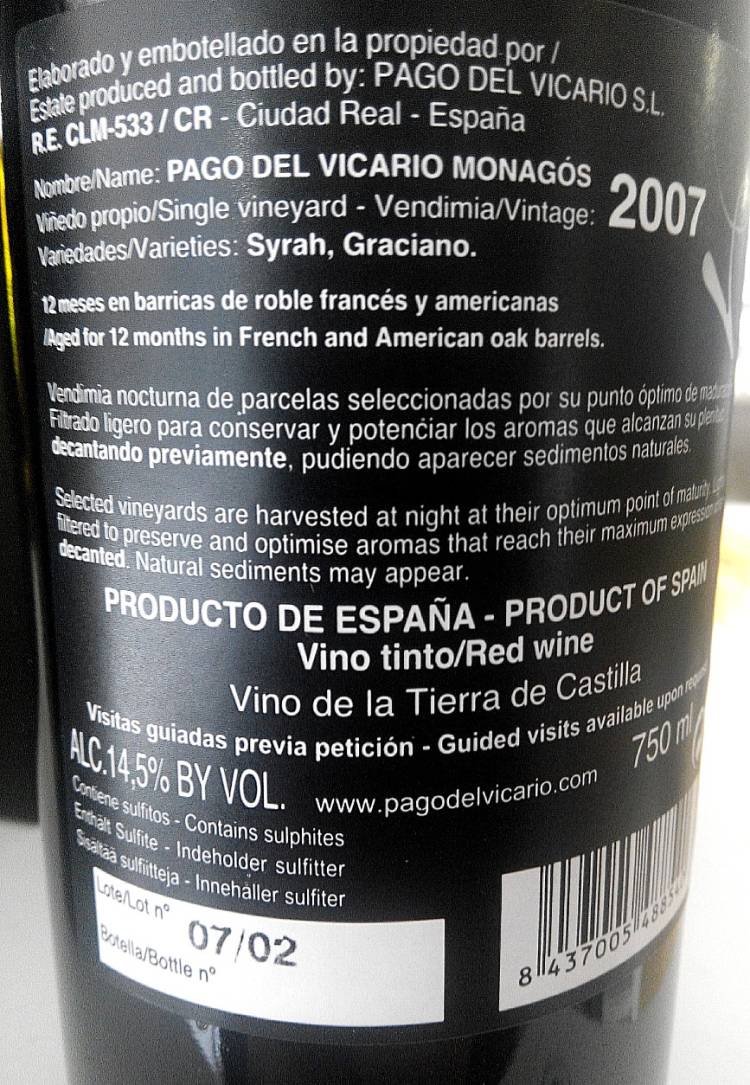 Elaborado y embotellado en la propiedad por /
Estate produced and bottled by: PAGO DEL VICARIO S.L.
R.E. CLM-533 / CR - Ciudad Real - España
Nombre/Name: PAGO DEL VICARIO MONAGÓS
Viñedo propio/Single vineyard - Vendimia/Vintage: 2007
Variedades/Varieties: Syrah, Graciano.
12 meses en barricas de roble francés y americanas
/Aged for 12 months in French and American oak barrels.
Vendimia nocturna de parcelas seleccionadas por su punto óptimo de
Filtrado ligero para conservar y potenciar los aromas que alcanzan su
decantando previamente, pudiendo aparecer sedimentos naturales.
Selected vineyards are harvested at night at their optimum point of maturity.
filtered to preserve and optimise aromas that reach their maximum expression
decanted. Natural sediments may appear.
PRODUCTO DE ESPAÑA - PRODUCT OF SPAIN
Vino tinto/Red wine
Vino de la Tierra de Castilla
Visitas guiadas previa petición - Guided visits available upon
ALC.14,5% BY VOL. www.pagodelvicario.com 750 ml
Contiene sulfitos - Contains sulphites
Enthält Sulfite - Indeholder sulfitter
Sisältää sulfiitteja - Innehåller sulfiter
Lote/Lot nº 07/02
Botella/Bottle nº
8 437005 488